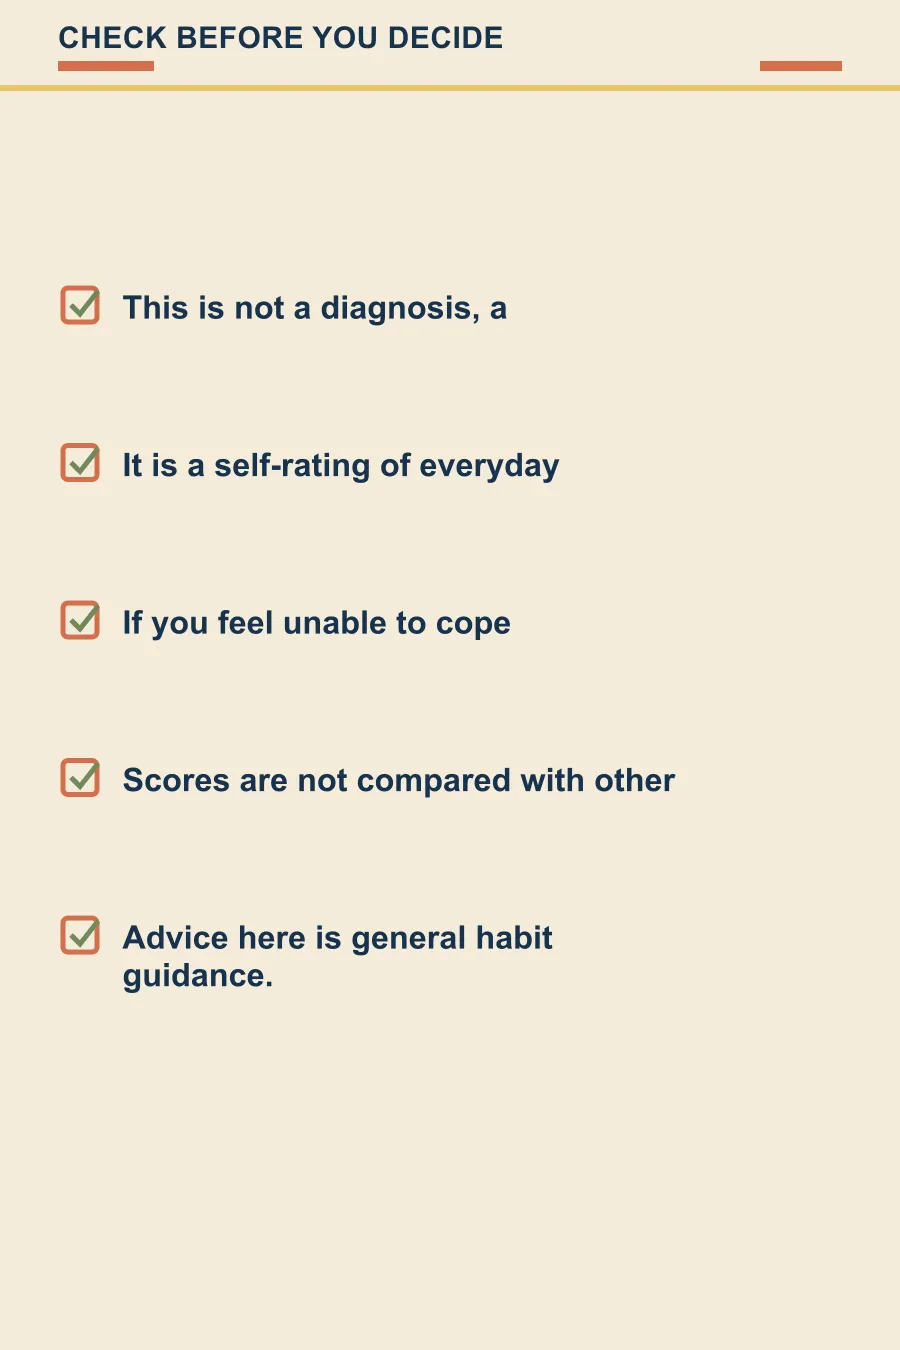 CHECK BEFORE YOU DECIDE
This is not a diagnosis, a
It is a self-rating of everyday
If you feel unable to cope
Scores are not compared with other
Advice here is general habit
guidance.